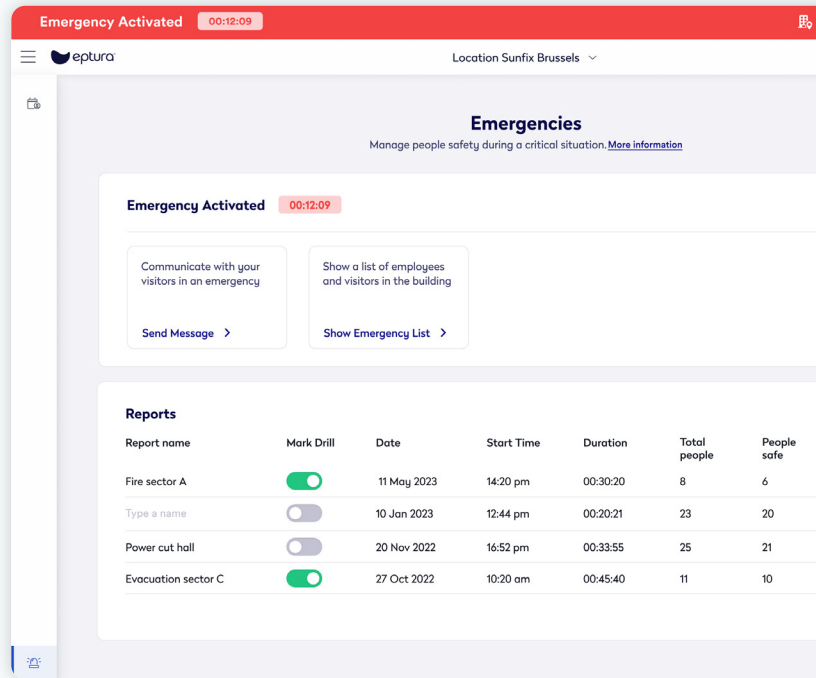 Emergency Activated 00:12:09
eptura
Location Sunfix Brussels
Emergencies
Manage people safety during a critical situation. More information
Emergency Activated 00:12:09
Communicate with your
visitors in an emergency
Send Message
Show a list of employees
and visitors in the building
Show Emergency List
Reports
Report name Mark Drill Date Start Time Duration Total people People safe
Fire sector A 11 May 2023 14:20 pm 00:30:20 8 6
Type a name 10 Jan 2023 12:44 pm 00:20:21 23 20
Power cut hall 20 Nov 2022 16:52 pm 00:33:55 25 21
Evacuation sector C 27 Oct 2022 10:20 am 00:45:40 11 10